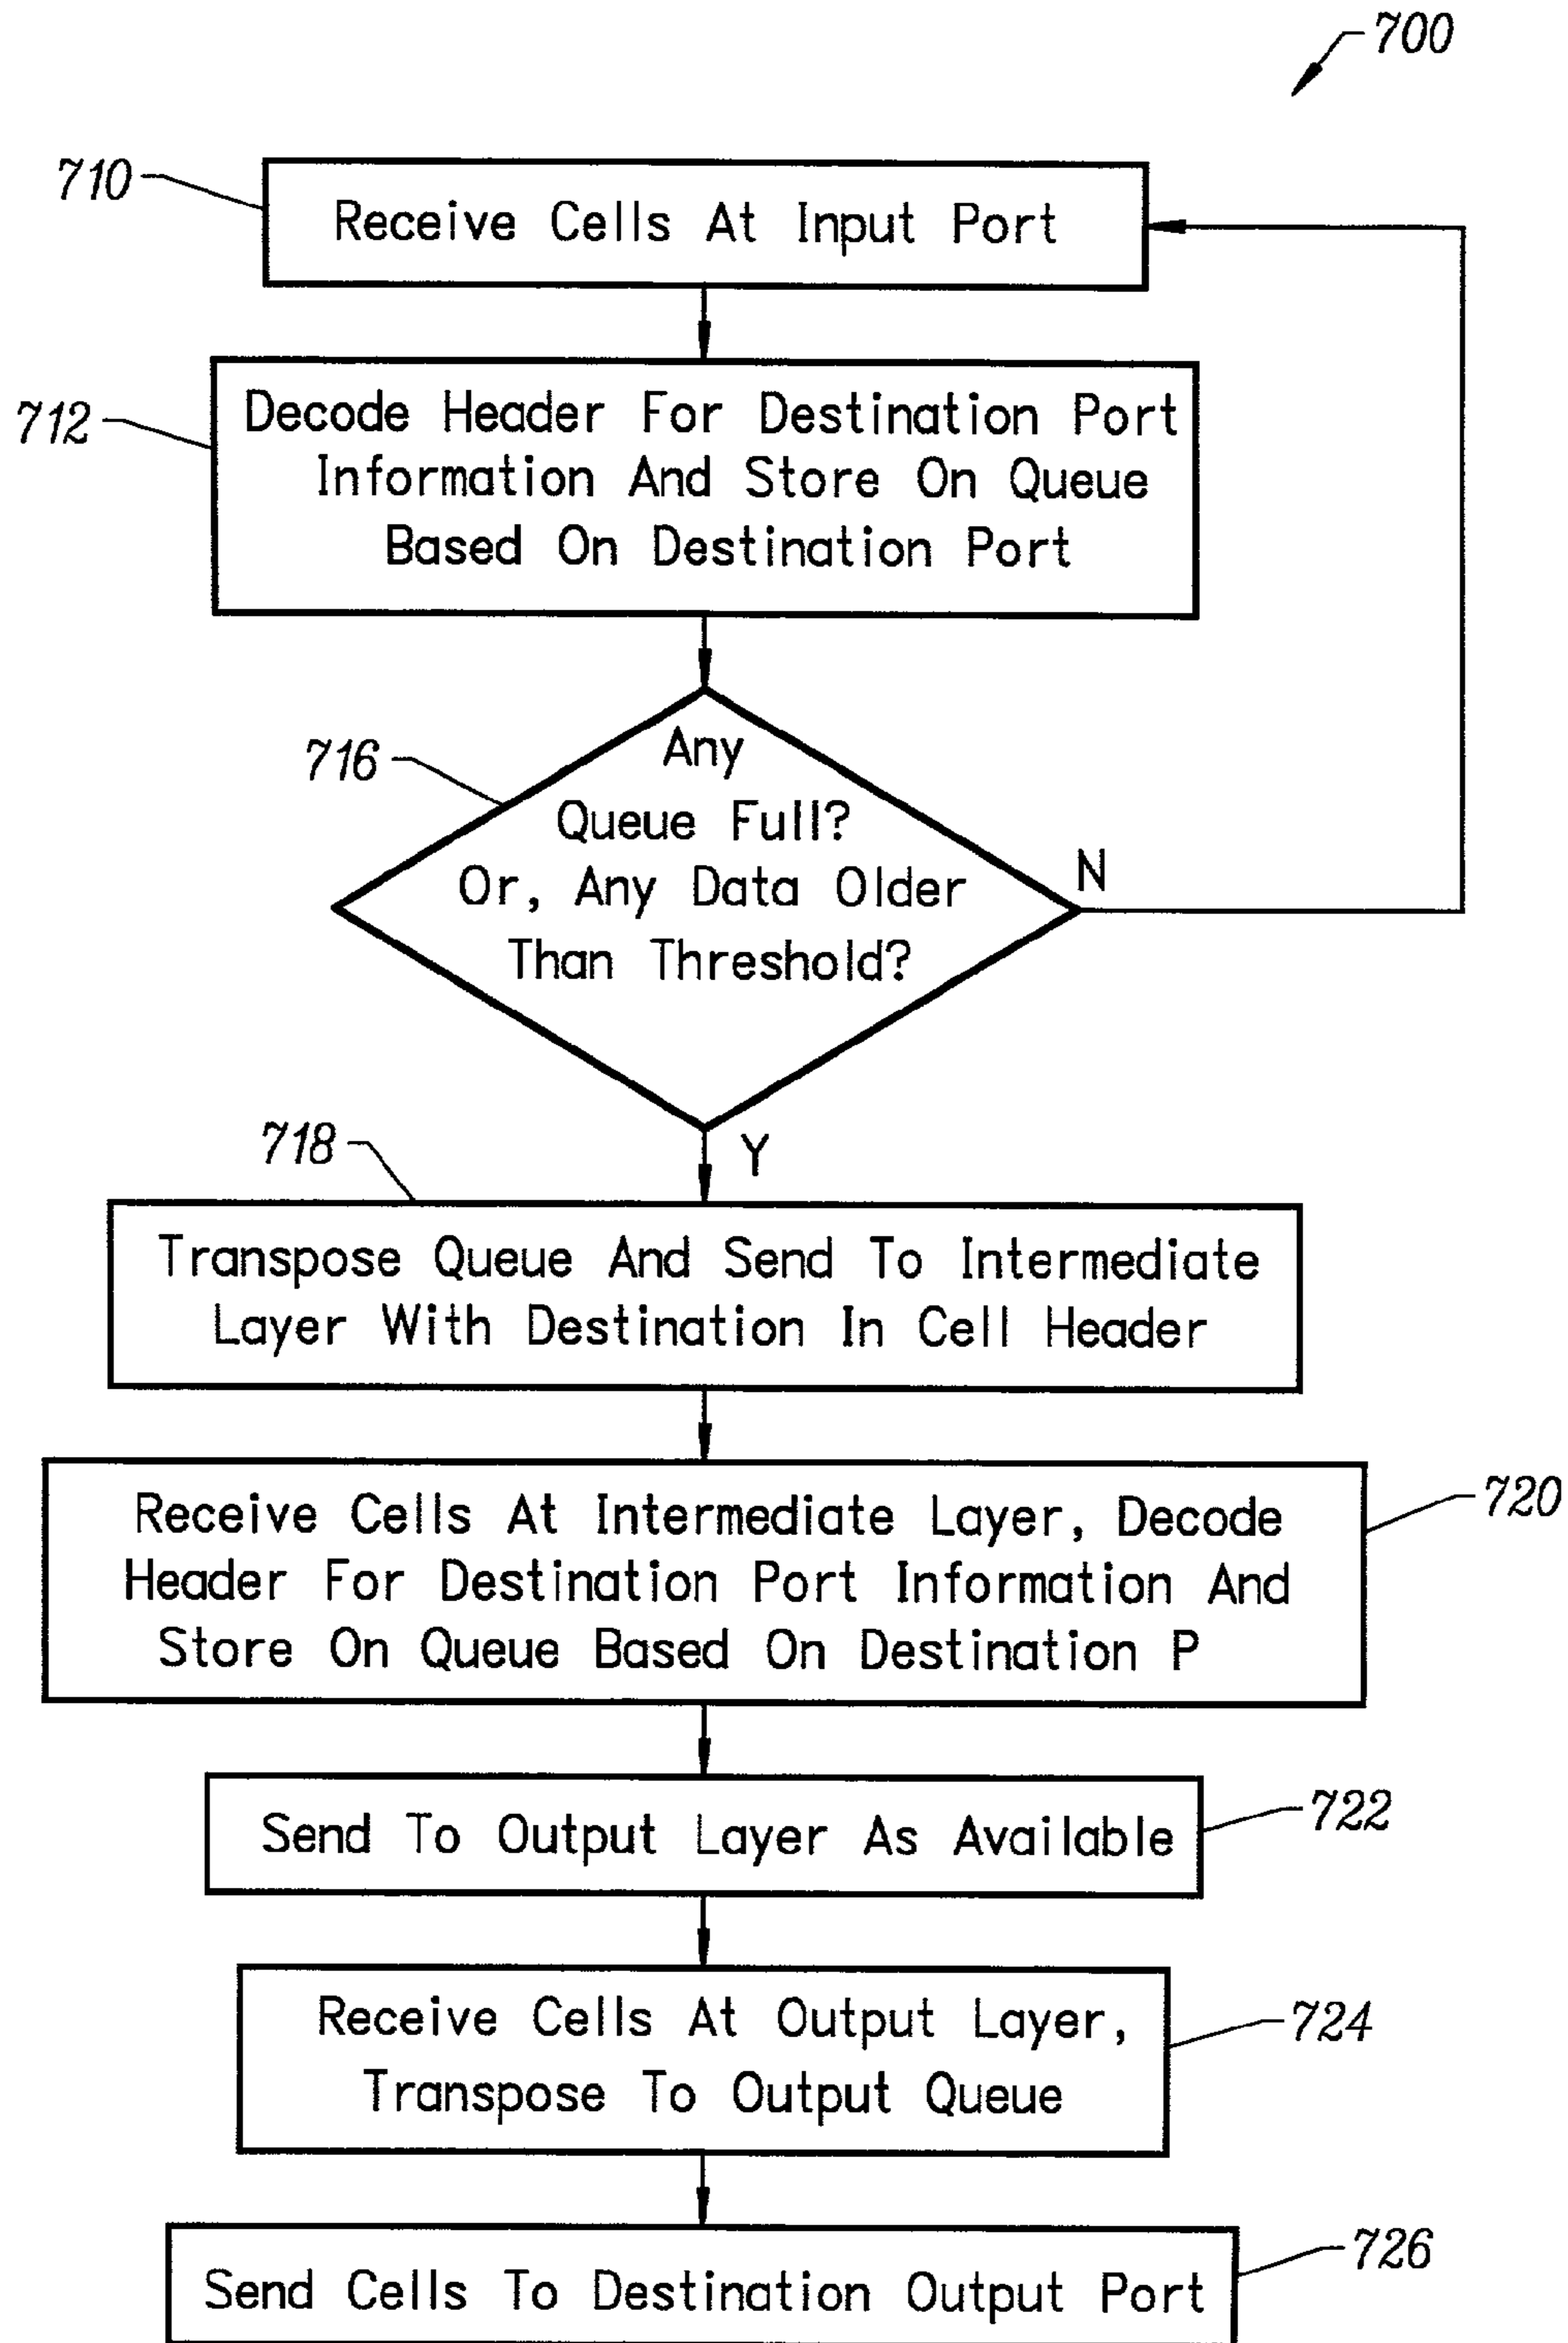 700
710
Receive Cells At Input Port
712
Decode Header For Destination Port
Information And Store On Queue
Based On Destination Port
716
Any
Queue Full?
Or, Any Data Older
Than Threshold?
N
Y
718
Transpose Queue And Send To Intermediate
Layer With Destination In Cell Header
720
Receive Cells At Intermediate Layer, Decode
Header For Destination Port Information And
Store On Queue Based On Destination P
722
Send To Output Layer As Available
724
Receive Cells At Output Layer,
Transpose To Output Queue
726
Send Cells To Destination Output Port